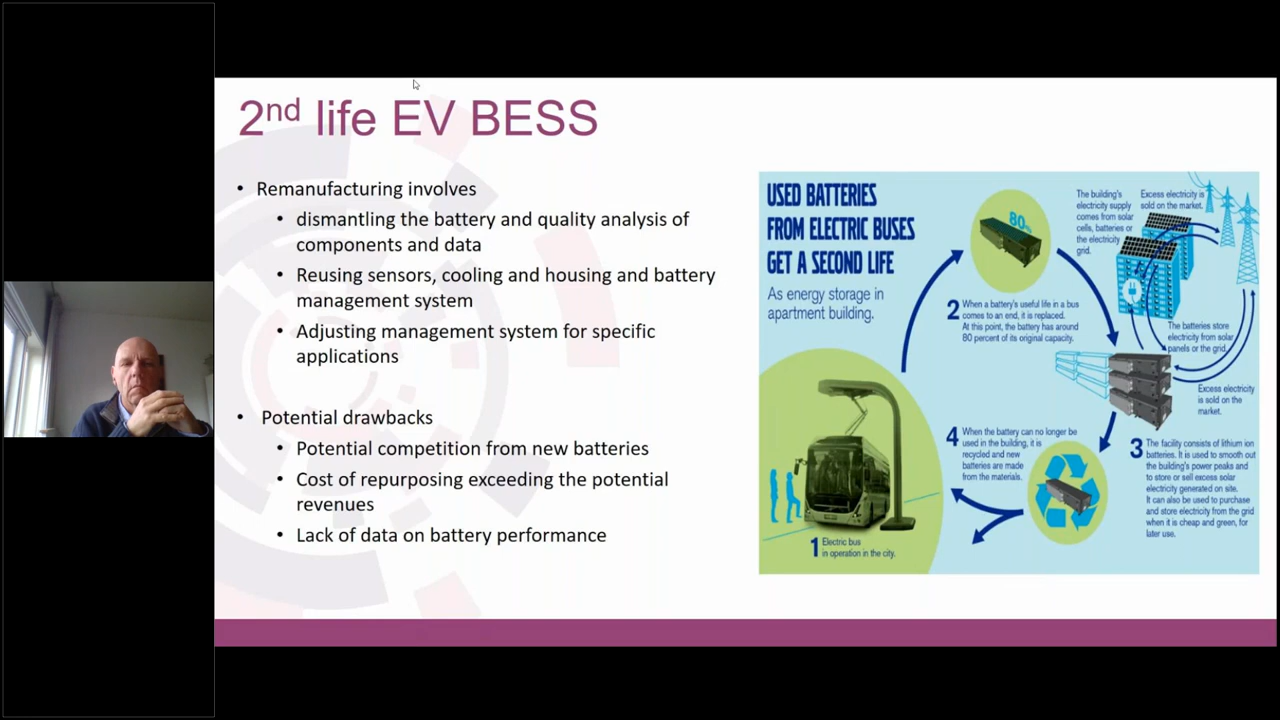 2nd life EV BESS
• Remanufacturing involves
• dismantling the battery and quality analysis of
components and data
• Reusing sensors, cooling and housing and battery
management system
• Adjusting management system for specific
applications
• Potential drawbacks
• Potential competition from new batteries
• Cost of repurposing exceeding the potential
revenues
• Lack of data on battery performance
USED BATTERIES
FROM ELECTRIC BUSES
GET A SECOND LIFE
As energy storage in
apartment building.
1 Electric bus
in operation in the city.
80%
2 When a battery's useful life in a bus
comes to an end, it is replaced.
At this point, the battery has around
80 percent of its original capacity.
The building's
electricity supply
comes from solar
cells, batteries or
the electricity
grid.
Excess electricity is
sold on the market.
The batteries store
electricity from solar
panels or the grid.
Excess electricity
is sold on the
market.
3 The facility consists of lithium ion
batteries. It is used to smooth out
the building's power peaks and
to store or sell excess solar
electricity generated on site.
It can also be used to purchase
and store electricity from the grid
when it is cheap and green, for
later use.
4 When the battery can no longer be
used in the building, it is
recycled and new
batteries are made
from the materials.